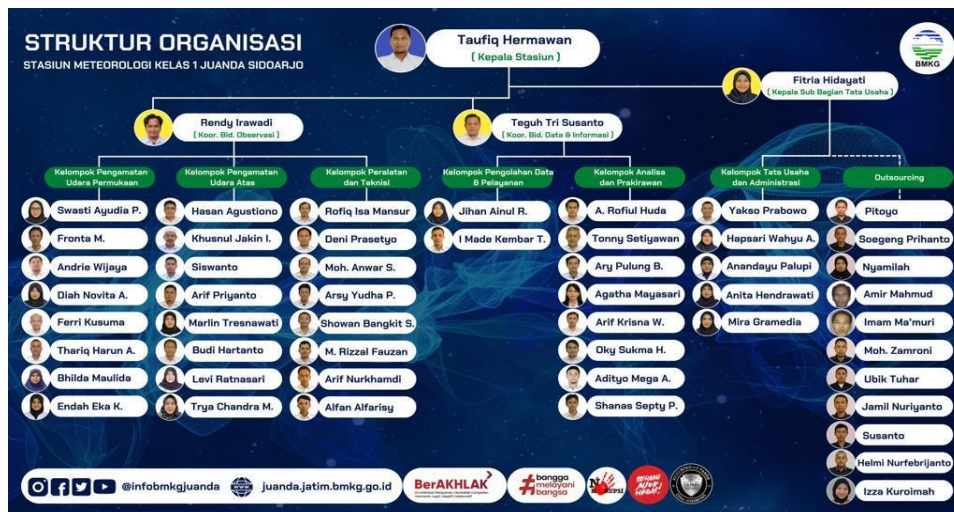 STRUKTUR ORGANISASI
STASIUN METEOROLOGI KELAS 1 JUANDA SIDOARJO
Taufiq Hermawan
( Kepala Stasiun )
BMKG
Fitria Hidayati
( Kepala Sub Bagian Tata Usaha )
Rendy Irawadi
( Koor. Bid. Observasi )
Teguh Tri Susanto
( Koor. Bid. Data & Informasi )
Kelompok Pengamatan
Udara Permukaan
Swasti Ayudia P.
Fronta M.
Andrie Wijaya
Diah Novita A.
Ferri Kusuma
Thariq Harun A.
Bhilda Maulida
Endah Eka K.
Kelompok Pengamatan
Udara Atas
Hasan Agustiono
Khusnul Jakin I.
Siswanto
Arif Priyanto
Marlin Tresnawati
Budi Hartanto
Levi Ratnasari
Trya Chandra M.
Kelompok Peralatan
dan Teknisi
Rofiq Isa Mansur
Deni Prasetyo
Moh. Anwar S.
Arsy Yudha P.
Showan Bangkit S.
M. Rizzal Fauzan
Arif Nurkhamdi
Alfan Alfarisy
Kelompok Pengolahan Data
& Pelayanan
Jihan Ainul R.
I Made Kembar T.
Kelompok Analisa
dan Prakirawan
A. Rofiul Huda
Tonny Setiyawan
Ary Pulung B.
Agatha Mayasari
Arif Krisna W.
Oky Sukma H.
Adityo Mega A.
Shanas Septy P.
Kelompok Tata Usaha
dan Administrasi
Yakso Prabowo
Hapsari Wahyu A.
Anandayu Palupi
Anita Hendrawati
Mira Gramedia
Outsourcing
Pitoyo
Soegeng Prihanto
Nyamilah
Amir Mahmud
Imam Ma'muri
Moh. Zamroni
Ubik Tuhar
Jamil Nuriyanto
Susanto
Helmi Nurfebrijanto
Izza Kuroimah
@infobmkgjuanda
juanda.jatim.bmkg.go.id
BerAKHLAK
#bangga
melayani
bangsa